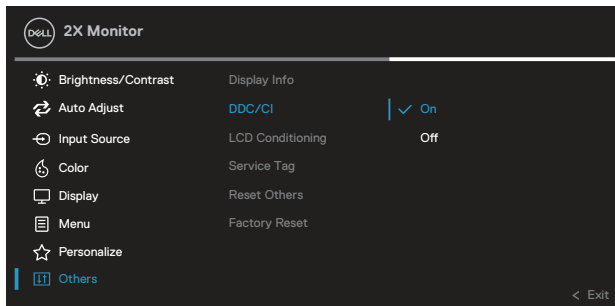 DELL 2X Monitor
Brightness/Contrast Display Info
Auto Adjust DDC/CI On
Input Source LCD Conditioning Off
Color Service Tag
Display Reset Others
Menu Factory Reset
Personalize
Others
< Exit